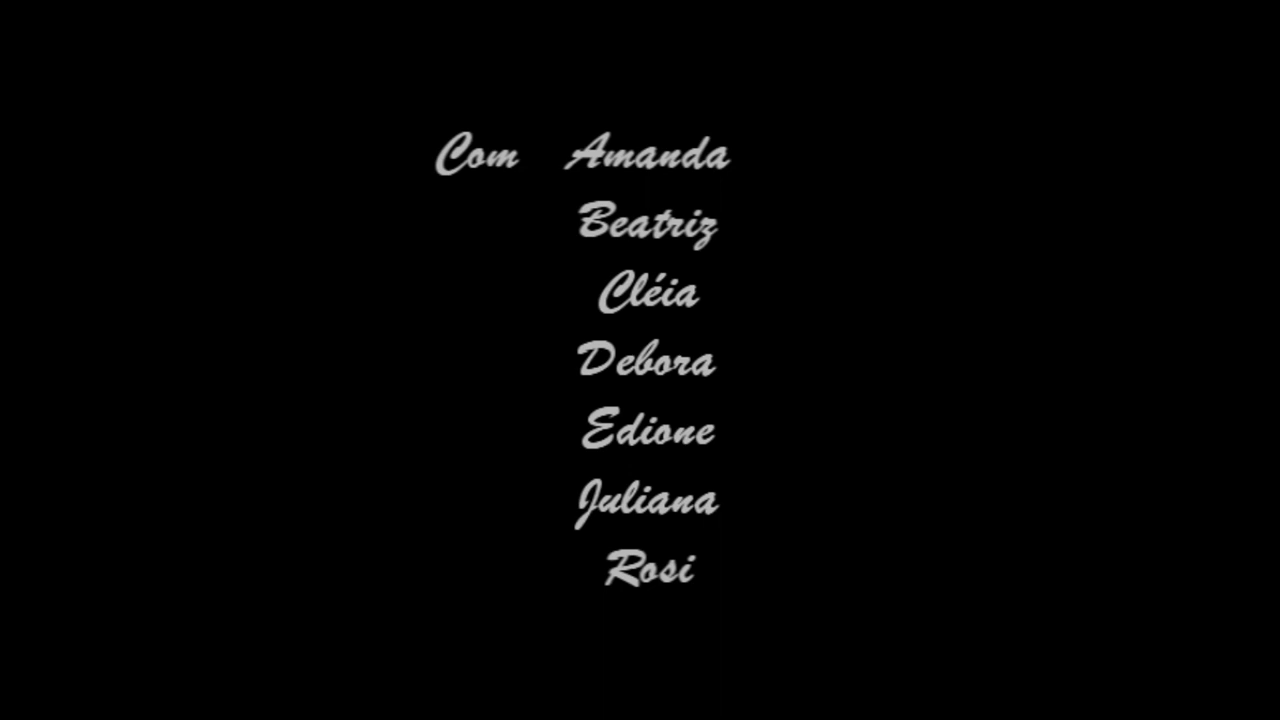 Com Amanda
Beatriz
Cléia
Debora
Edione
Juliana
Rosi